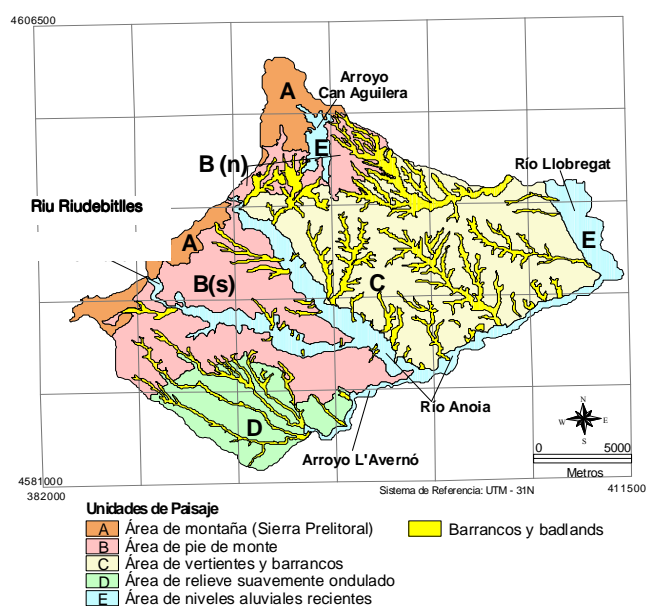 4606500
A
Arroyo
Can Aguilera
B (n)
E
Río Llobregat
Riu Riudebitlles
A
E
B(s)
C
Río Anoia
D
Arroyo L'Avernó
N
W
E
S
0 5000
Metros
4581000
382000
Sistema de Referencia: UTM - 31N
411500
Unidades de Paisaje
A Área de montaña (Sierra Prelitoral)
Barrancos y badlands
B Área de pie de monte
C Área de vertientes y barrancos
D Área de relieve suavemente ondulado
E Área de niveles aluviales recientes